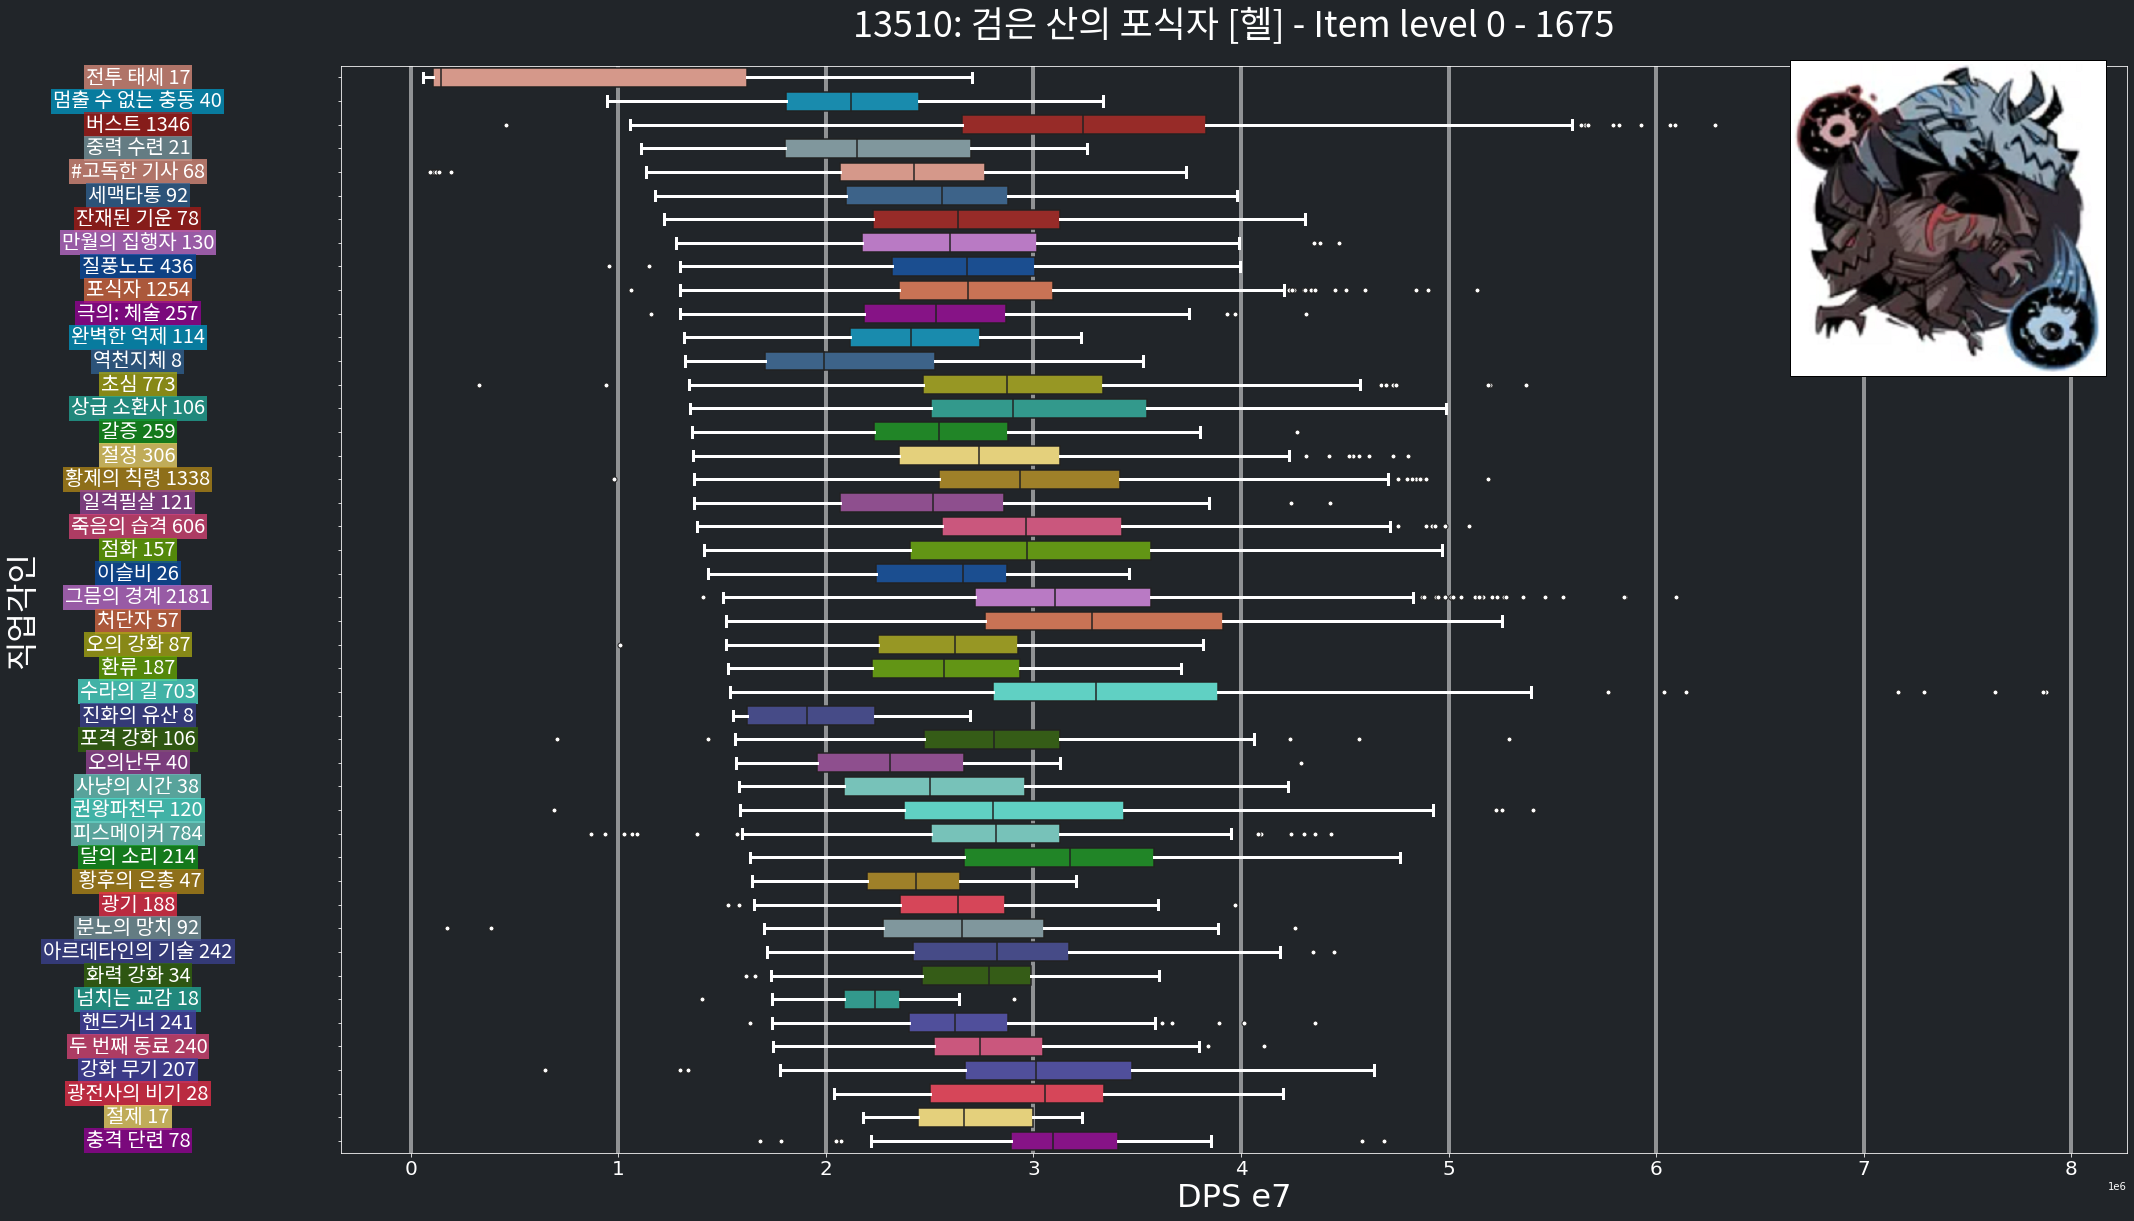 13510: 검은 산의 포식자 [헬] - Item level 0 - 1675
직업각인
전투 태세 17
멈출 수 없는 충동 40
버스트 1346
중력 수련 21
#고독한 기사 68
세맥타통 92
잔재된 기운 78
만월의 집행자 130
질풍노도 436
포식자 1254
극의: 체술 257
완벽한 억제 114
역천지체 8
초심 773
상급 소환사 106
갈증 259
절정 306
황제의 칙령 1338
일격필살 121
죽음의 습격 606
점화 157
이슬비 26
그믐의 경계 2181
처단자 57
오의 강화 87
환류 187
수라의 길 703
진화의 유산 8
포격 강화 106
오의난무 40
사냥의 시간 38
권왕파천무 120
피스메이커 784
달의 소리 214
황후의 은총 47
광기 188
분노의 망치 92
아르데타인의 기술 242
화력 강화 34
넘치는 교감 18
핸드거너 241
두 번째 동료 240
강화 무기 207
광전사의 비기 28
절제 17
충격 단련 78
0 1 2 3 4 5 6 7 8
1e6
DPS e7